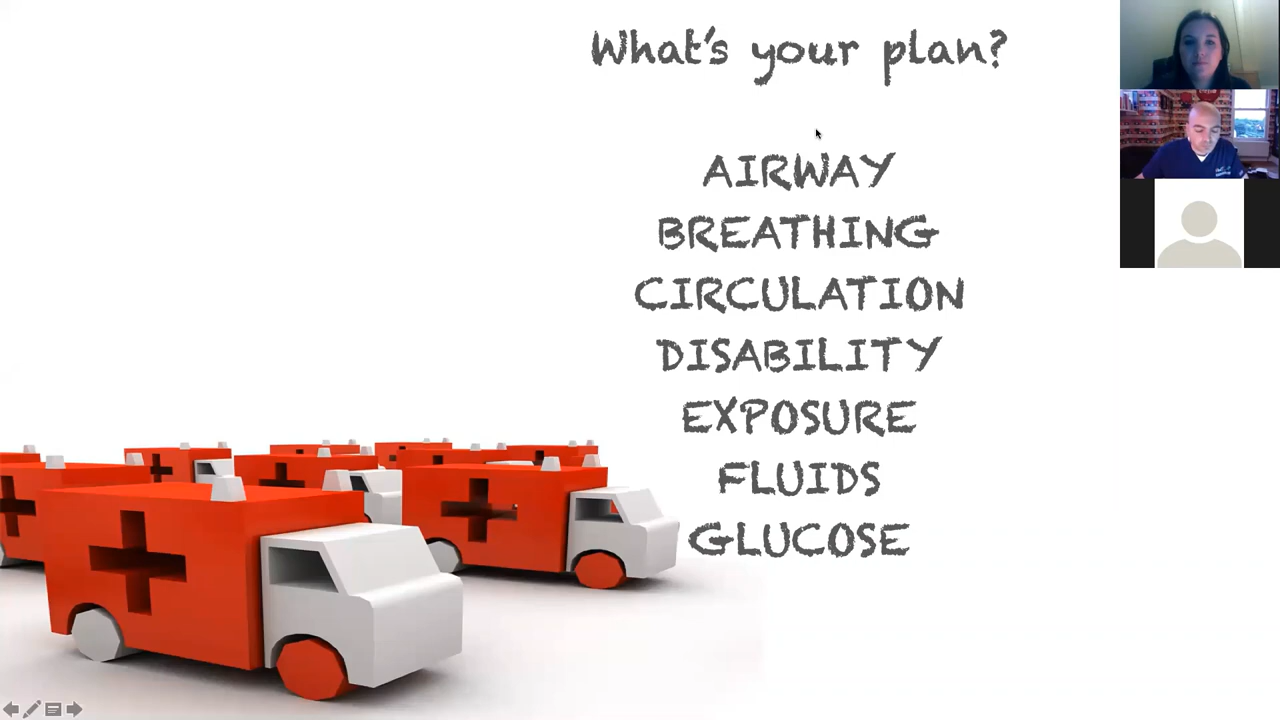 What's your plan?
AIRWAY
BREATHING
CIRCULATION
DISABILITY
EXPOSURE
FLUIDS
GLUCOSE